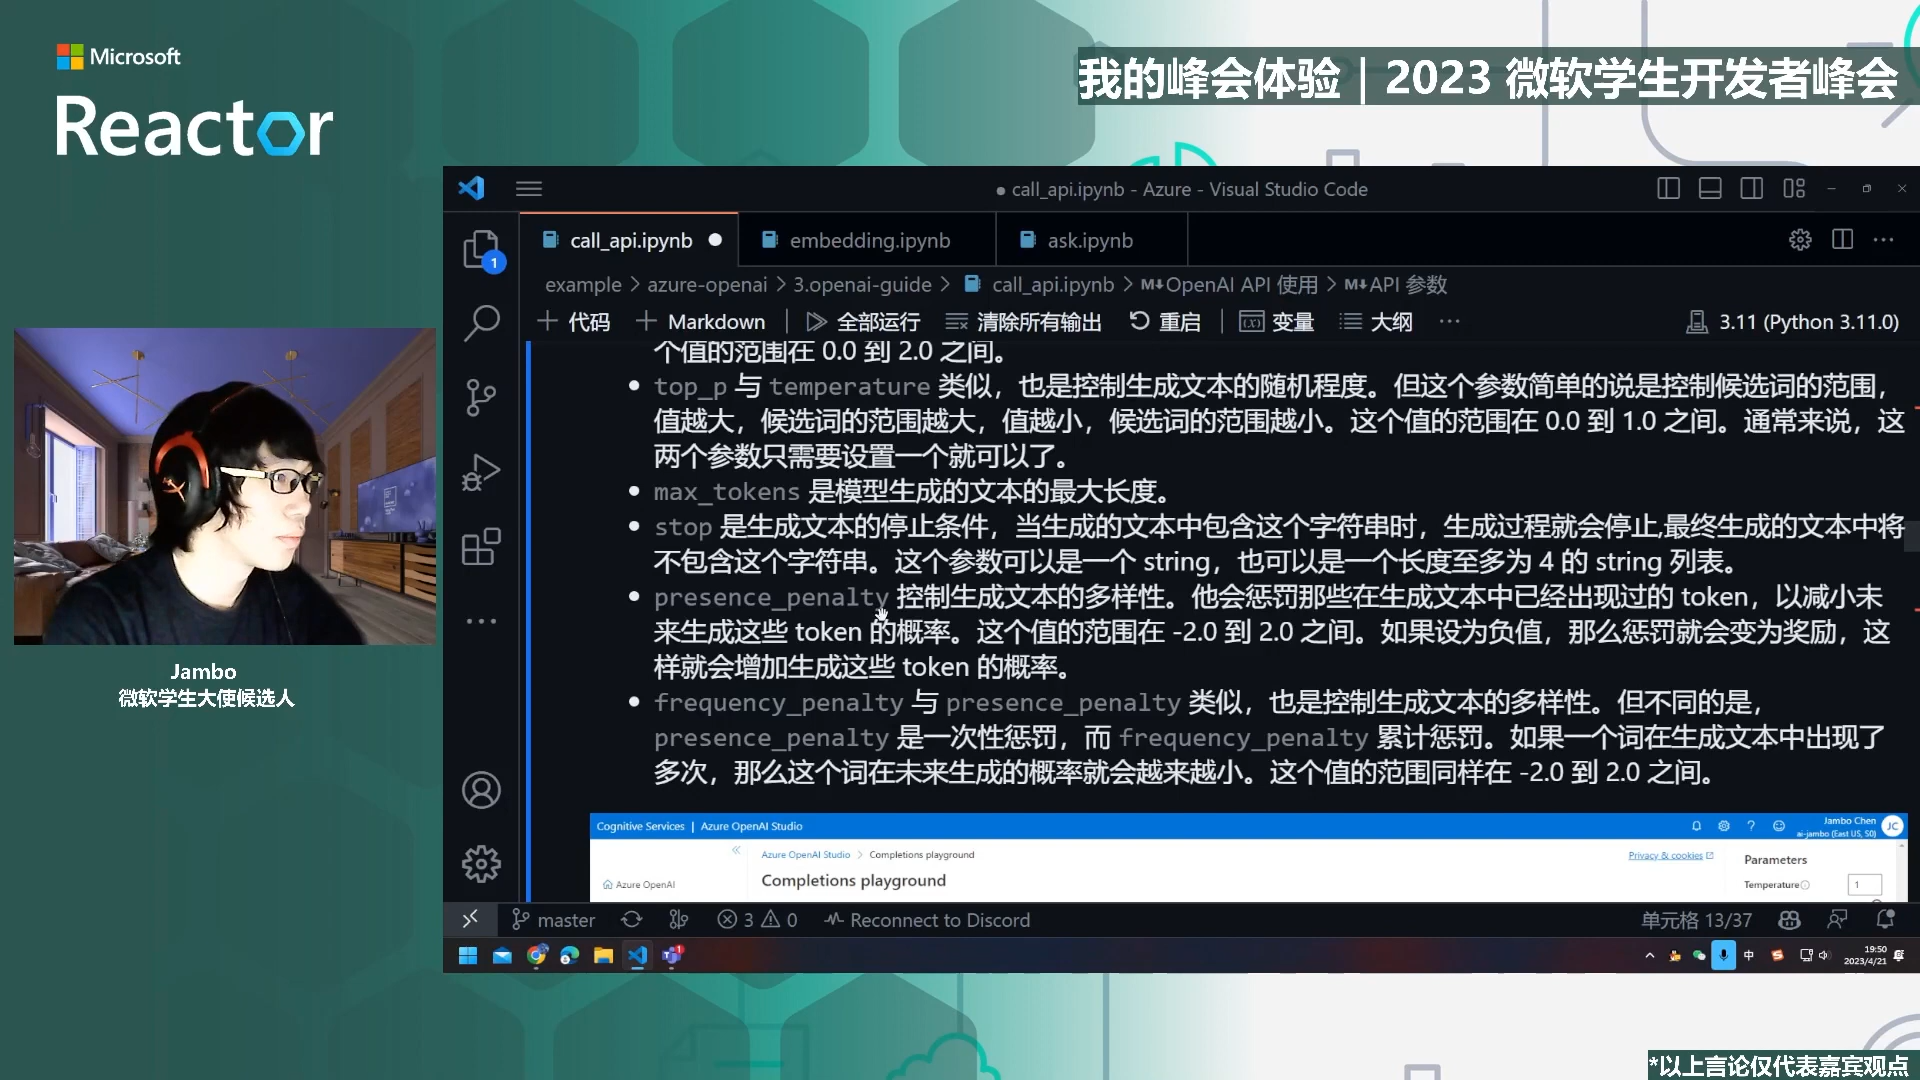 Microsoft
Reactor
我的峰会体验｜2023 微软学生开发者峰会
call_api.ipynb - Azure - Visual Studio Code
call_api.ipynb
embedding.ipynb
ask.ipynb
1
example > azure-openai > 3.openai-guide > call_api.ipynb > M↓OpenAI API 使用 > M↓API 参数
代码
Markdown
全部运行
清除所有输出
重启
变量
大纲
3.11 (Python 3.11.0)
个值的范围在 0.0 到 2.0 之间。
top_p 与 temperature 类似，也是控制生成文本的随机程度。但这个参数简单的说是控制候选词的范围，
值越大，候选词的范围越大，值越小，候选词的范围越小。这个值的范围在 0.0 到 1.0 之间。通常来说，这
两个参数只需要设置一个就可以了。
max_tokens 是模型生成的文本的最大长度。
stop 是生成文本的停止条件，当生成的文本中包含这个字符串时，生成过程就会停止,最终生成的文本中将
不包含这个字符串。这个参数可以是一个 string，也可以是一个长度至多为 4 的 string 列表。
presence_penalty 控制生成文本的多样性。他会惩罚那些在生成文本中已经出现过的 token，以减小未
来生成这些 token 的概率。这个值的范围在 -2.0 到 2.0 之间。如果设为负值，那么惩罚就会变为奖励，这
样就会增加生成这些 token 的概率。
frequency_penalty 与 presence_penalty 类似，也是控制生成文本的多样性。但不同的是，
presence_penalty 是一次性惩罚，而 frequency_penalty 累计惩罚。如果一个词在生成文本中出现了
多次，那么这个词在未来生成的概率就会越来越小。这个值的范围同样在 -2.0 到 2.0 之间。
Cognitive Services | Azure OpenAI Studio
Jambo Chen
ai-jambo (East US, S0)
JC
Azure OpenAI Studio > Completions playground
Privacy & cookies
Parameters
Azure OpenAI
Completions playground
Temperature
1
master
3
0
Reconnect to Discord
单元格 13/37
1
中
19:50
2023/4/21
Jambo
微软学生大使候选人
*以上言论仅代表嘉宾观点